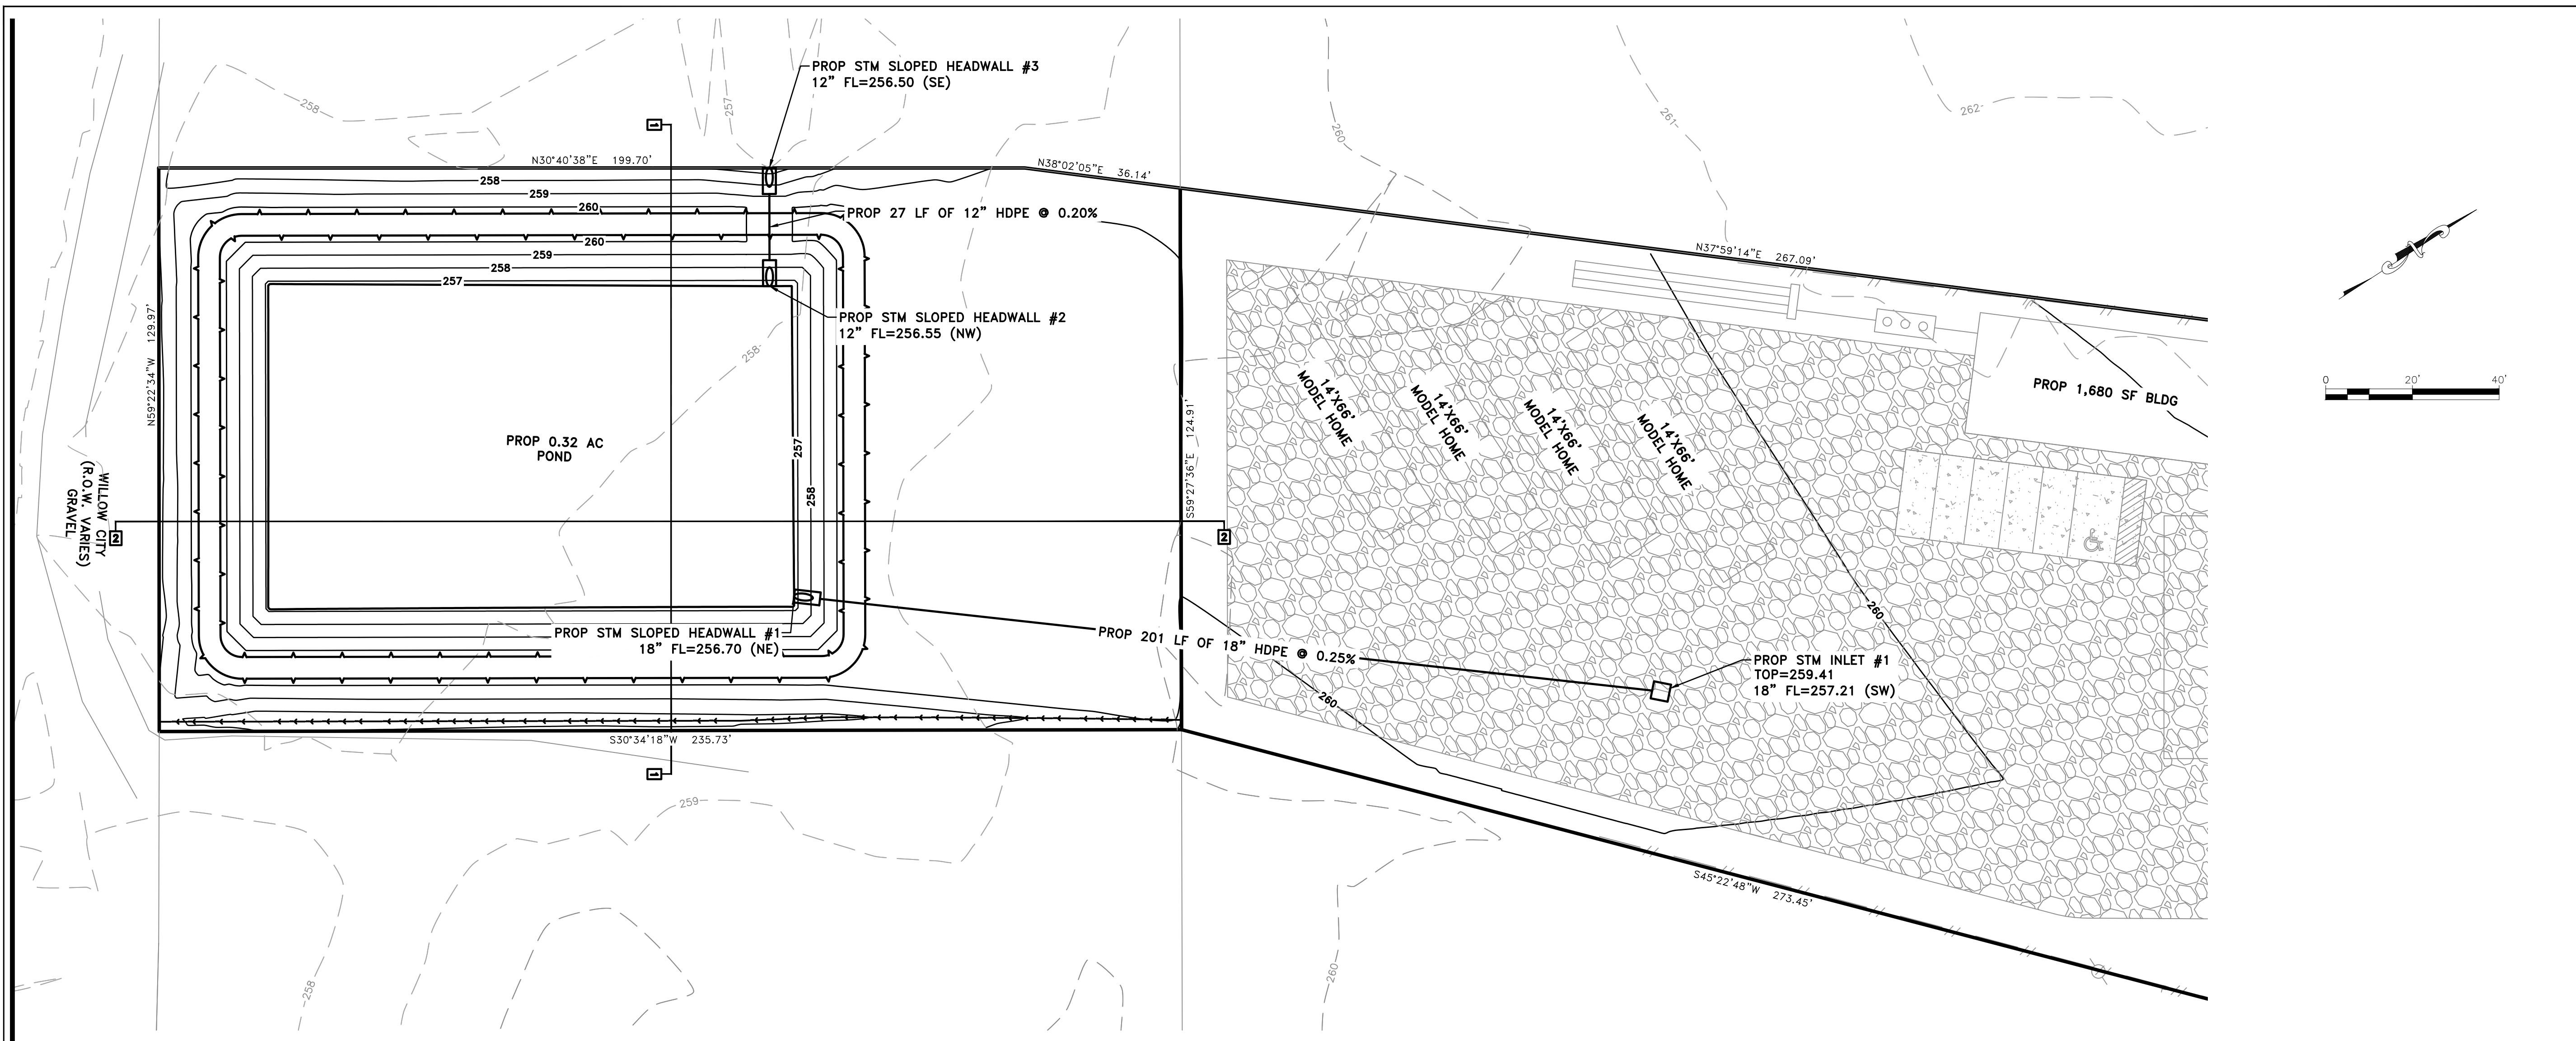 PROP STM SLOPED HEADWALL #3
12" FL=256.50 (SE)
258
257
260
261
262
1
N30°40'38"E 199.70'
N38°02'05"E 36.14'
258
259
260
PROP 27 LF OF 12" HDPE @ 0.20%
260
259
258
257
N37°59'14"E 267.09'
PROP STM SLOPED HEADWALL #2
12" FL=256.55 (NW)
258
N59°22'34"W 129.97'
S59°27'36"E 124.91'
14'X66'
MODEL HOME
14'X66'
MODEL HOME
14'X66'
MODEL HOME
14'X66'
MODEL HOME
PROP 1,680 SF BLDG
0 20' 40'
PROP 0.32 AC
POND
257
258
WILLOW CITY
(R.O.W. VARIES)
GRAVEL
2
2
260
PROP STM SLOPED HEADWALL #1
18" FL=256.70 (NE)
PROP 201 LF OF 18" HDPE @ 0.25%
PROP STM INLET #1
TOP=259.41
18" FL=257.21 (SW)
260
S30°34'18"W 235.73'
1
259
S45°22'48"W 273.45'
258
260